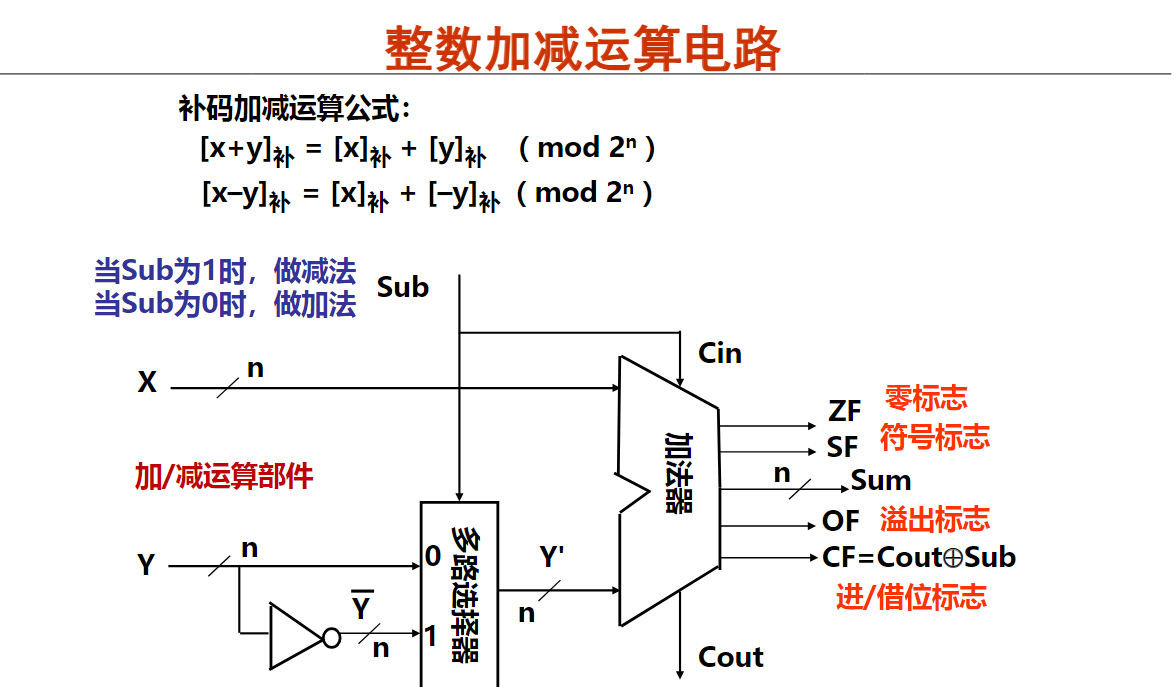 整数加减运算电路
补码加减运算公式：
[x+y]补 = [x]补 + [y]补 （ mod 2ⁿ ）
[x–y]补 = [x]补 + [–y]补（ mod 2ⁿ ）
当Sub为1时，做减法
当Sub为0时，做加法
Sub
Cin
X
n
ZF 零标志
SF 符号标志
加法器
n
Sum
加/减运算部件
OF 溢出标志
CF=Cout⊕Sub
进/借位标志
Y
n
0
多路选择器
Y'
n
Y̅
n
1
Cout